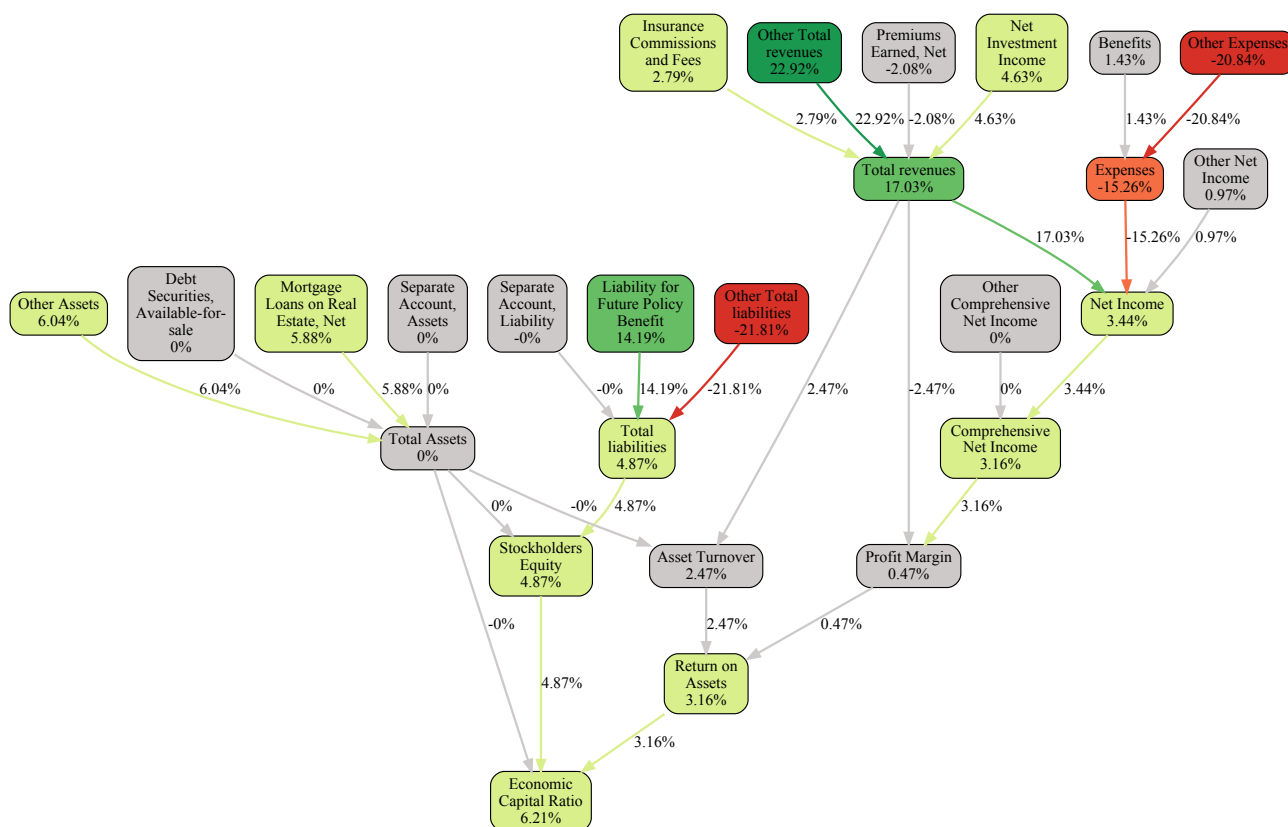 Insurance
Commissions
and Fees
2.79%
Other Total
revenues
22.92%
Premiums
Earned, Net
-2.08%
Net
Investment
Income
4.63%
Benefits
1.43%
Other Expenses
-20.84%
2.79%
22.92%
-2.08%
4.63%
1.43%
-20.84%
Total revenues
17.03%
Expenses
-15.26%
Other Net
Income
0.97%
17.03%
-15.26%
0.97%
Other Assets
6.04%
Debt
Securities,
Available-for-
sale
0%
Mortgage
Loans on Real
Estate, Net
5.88%
Separate
Account,
Assets
0%
Separate
Account,
Liability
-0%
Liability for
Future Policy
Benefit
14.19%
Other Total
liabilities
-21.81%
Other
Comprehensive
Net Income
0%
Net Income
3.44%
6.04%
0%
5.88%
0%
-0%
14.19%
-21.81%
2.47%
-2.47%
0%
3.44%
Total Assets
0%
Total
liabilities
4.87%
Comprehensive
Net Income
3.16%
0%
-0%
4.87%
3.16%
Stockholders
Equity
4.87%
Asset Turnover
2.47%
Profit Margin
0.47%
-0%
2.47%
0.47%
4.87%
Return on
Assets
3.16%
3.16%
Economic
Capital Ratio
6.21%